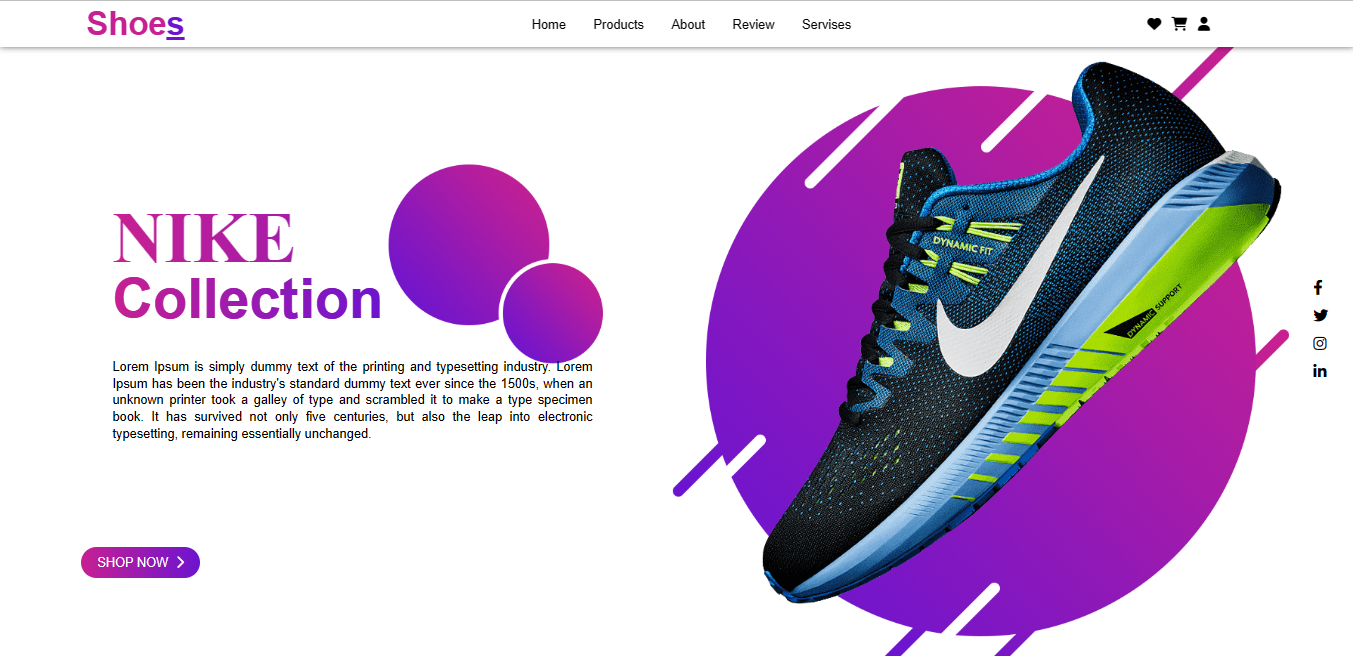 Shoes
Home Products About Review Servises
NIKE
Collection
Lorem Ipsum is simply dummy text of the printing and typesetting industry. Lorem
Ipsum has been the industry's standard dummy text ever since the 1500s, when an
unknown printer took a galley of type and scrambled it to make a type specimen
book. It has survived not only five centuries, but also the leap into electronic
typesetting, remaining essentially unchanged.
SHOP NOW
DYNAMIC FIT
DYNAMIC SUPPORT